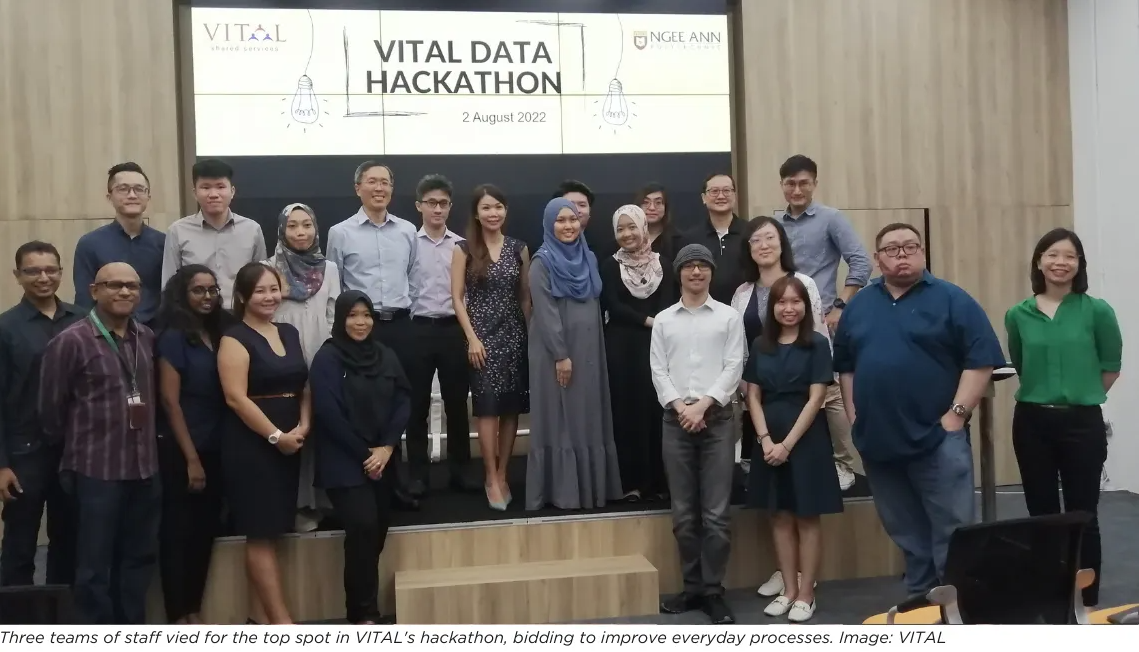 VITAL
shared services
VITAL DATA
HACKATHON
2 August 2022
NGEE ANN
POLYTECHNIC
Three teams of staff vied for the top spot in VITAL's hackathon, bidding to improve everyday processes. Image: VITAL